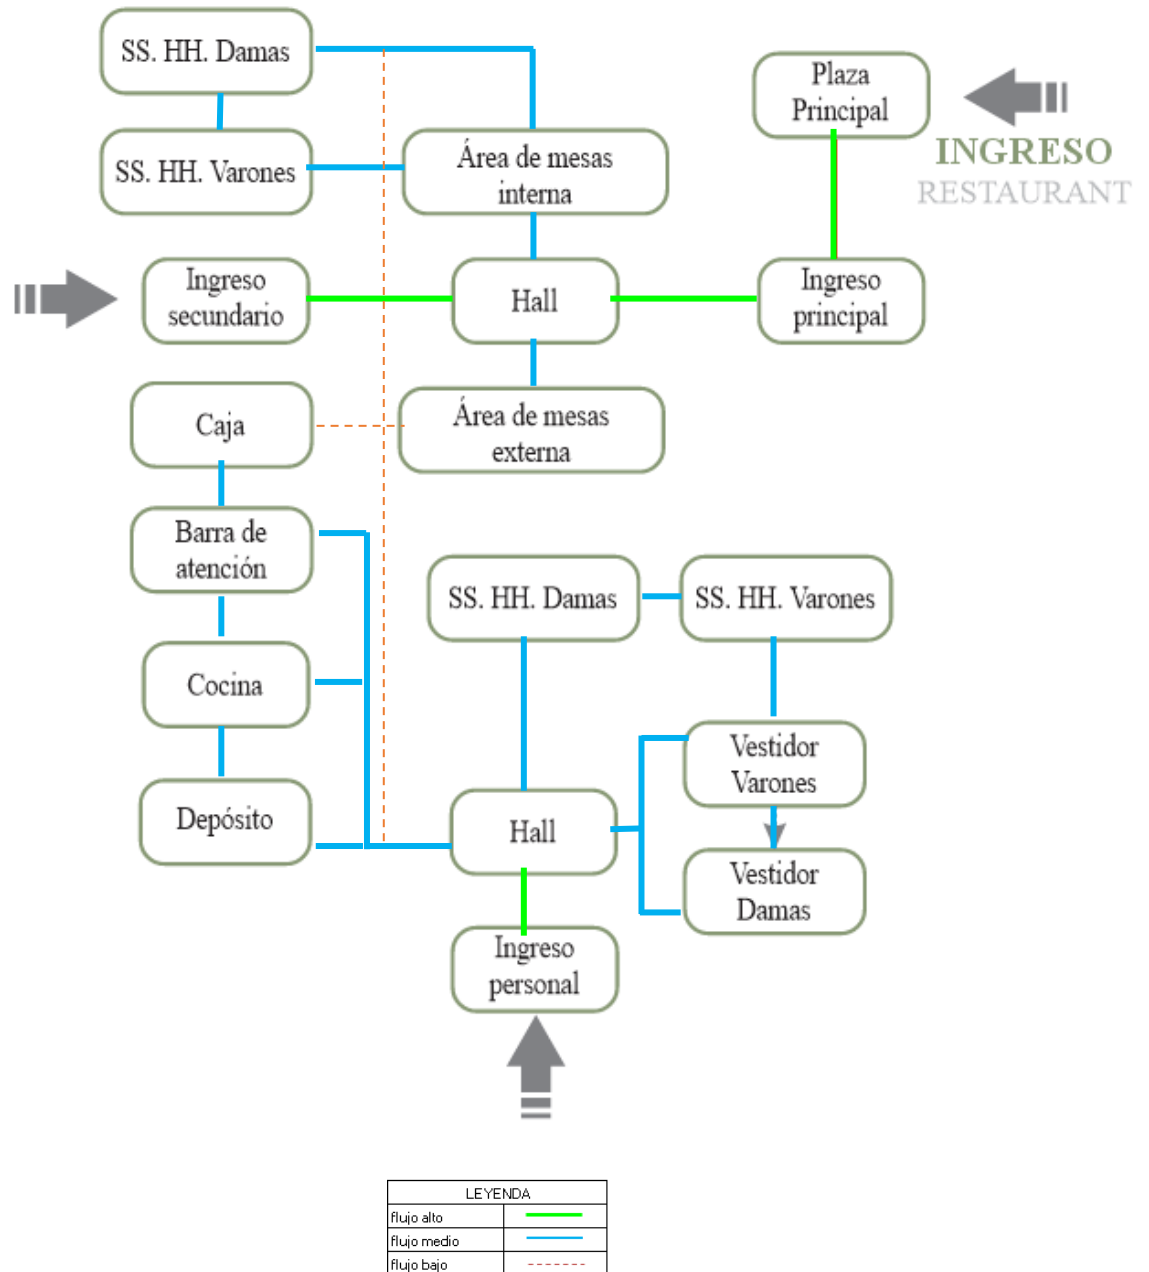 SS. HH. Damas
Plaza
Principal
INGRESO
RESTAURANT
SS. HH. Varones
Área de mesas
interna
Ingreso
secundario
Hall
Ingreso
principal
Caja
Área de mesas
externa
Barra de
atención
SS. HH. Damas
SS. HH. Varones
Cocina
Vestidor
Varones
Depósito
Hall
Vestidor
Damas
Ingreso
personal
LEYENDA
flujo alto
flujo medio
flujo bajo